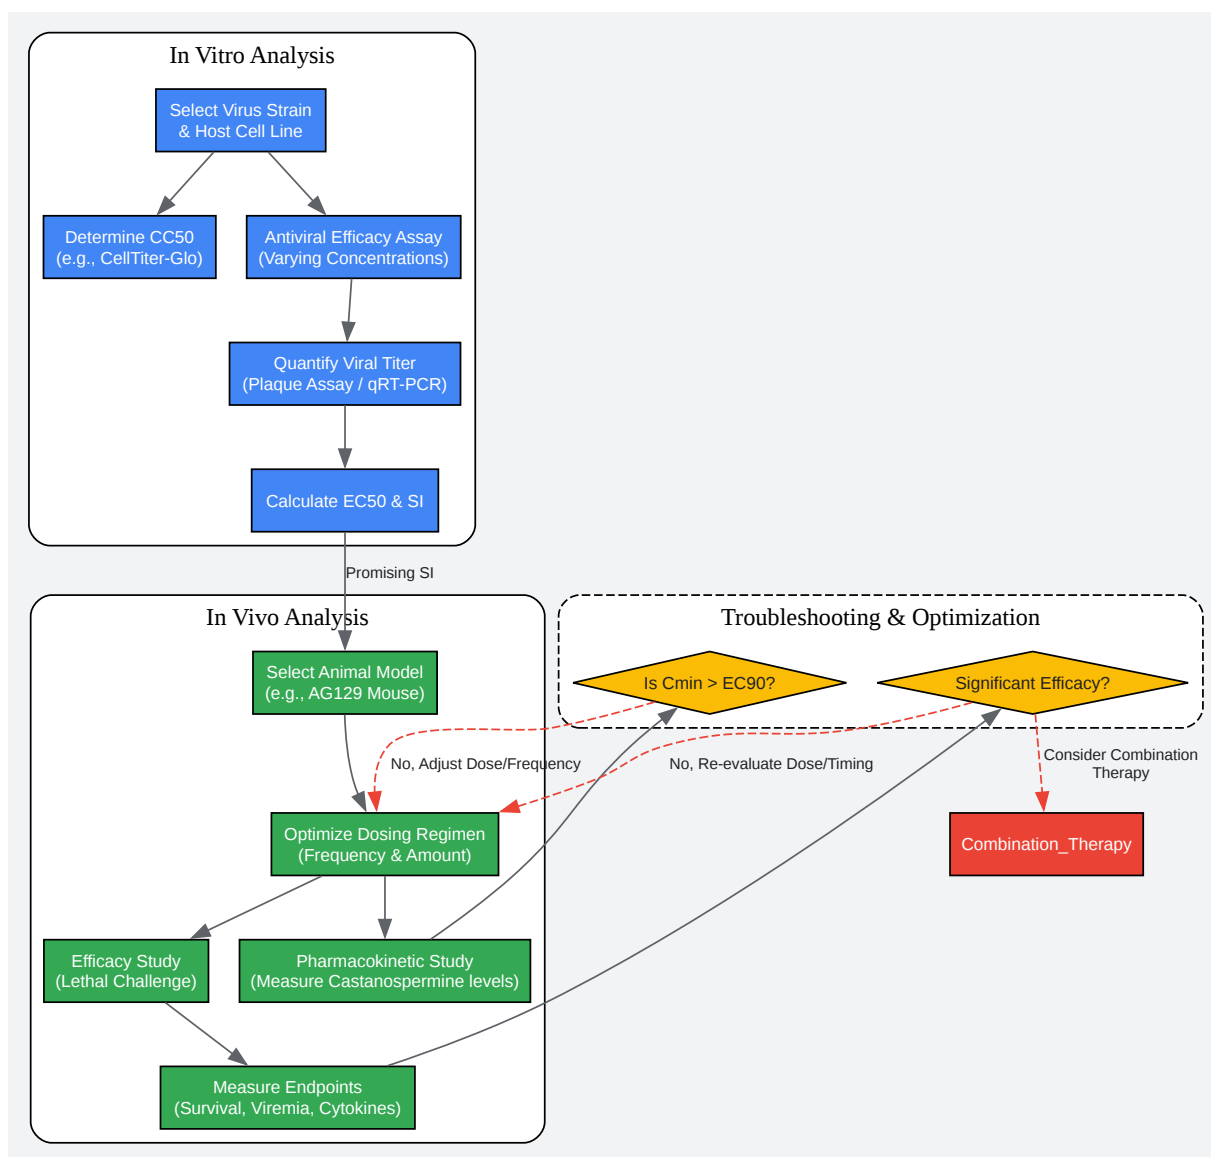 In Vitro Analysis
Select Virus Strain
& Host Cell Line
Determine CC50
(e.g., CellTiter-Glo)
Antiviral Efficacy Assay
(Varying Concentrations)
Quantify Viral Titer
(Plaque Assay / qRT-PCR)
Calculate EC50 & SI
Promising SI
In Vivo Analysis
Select Animal Model
(e.g., AG129 Mouse)
Troubleshooting & Optimization
Is Cmin > EC90?
Significant Efficacy?
No, Adjust Dose/Frequency
No, Re-evaluate Dose/Timing
Consider Combination
Therapy
Optimize Dosing Regimen
(Frequency & Amount)
Combination_Therapy
Efficacy Study
(Lethal Challenge)
Pharmacokinetic Study
(Measure Castanospermine levels)
Measure Endpoints
(Survival, Viremia, Cytokines)